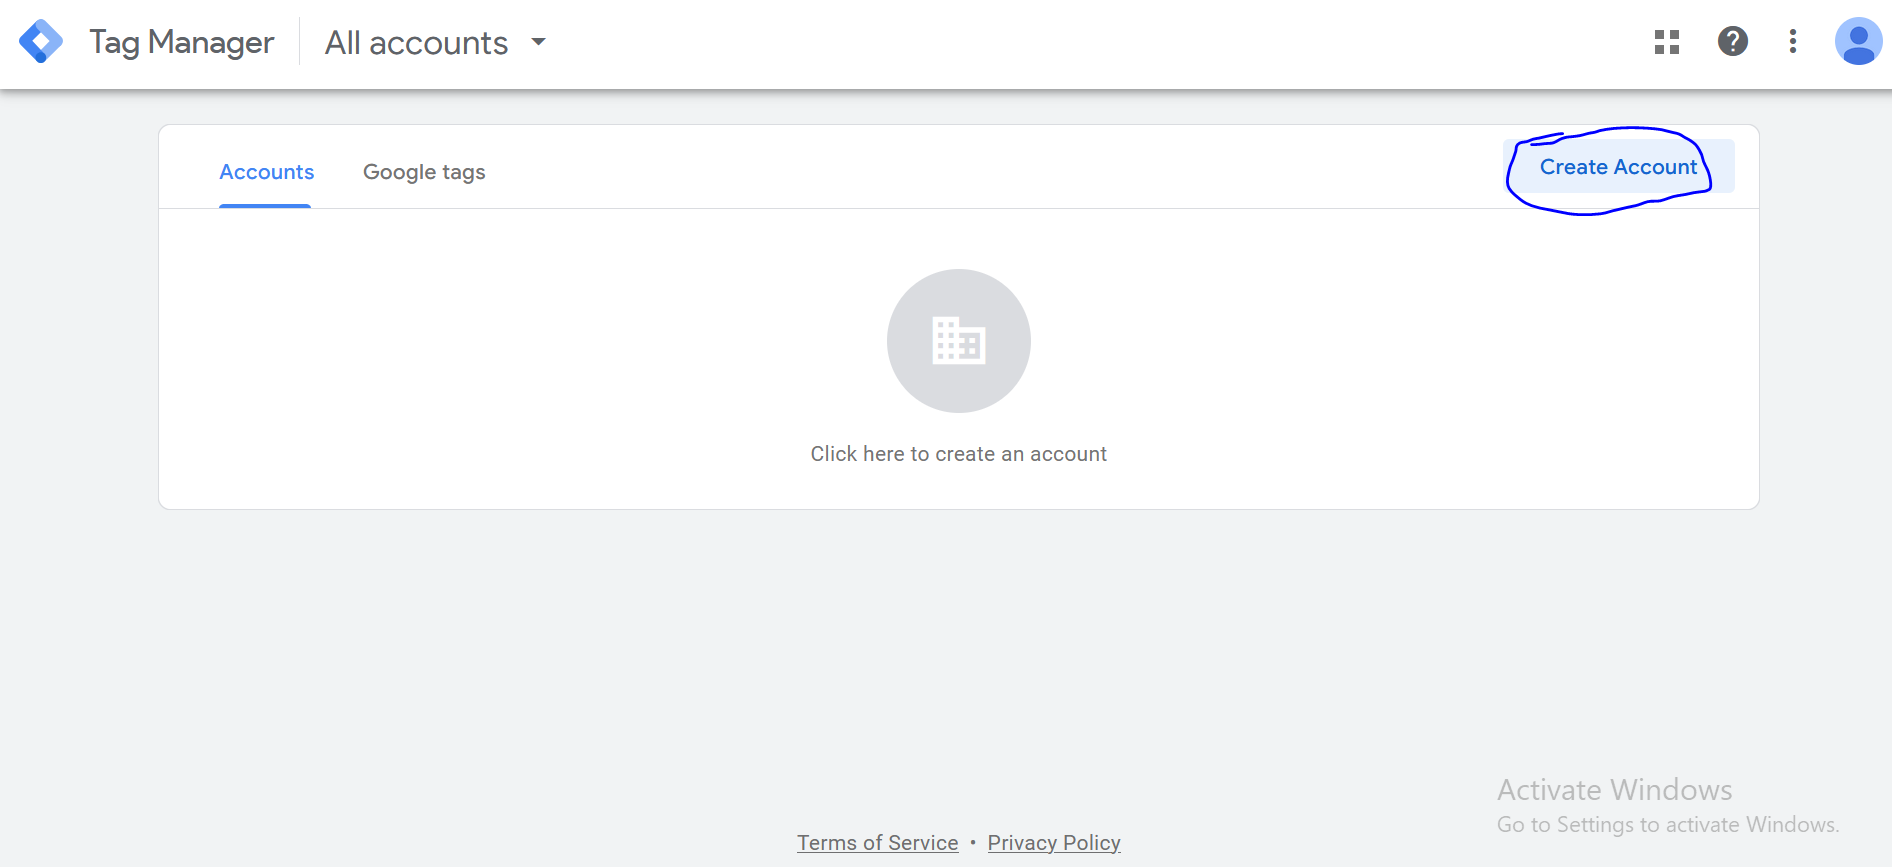 Tag Manager All accounts
Accounts Google tags Create Account
Click here to create an account
Activate Windows
Go to Settings to activate Windows.
Terms of Service • Privacy Policy